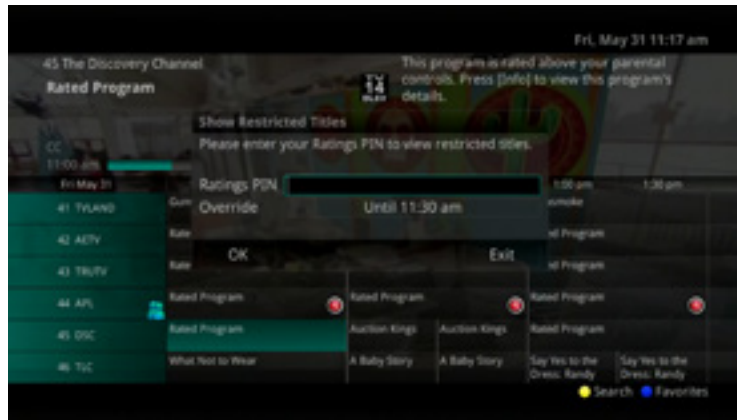 Fri, May 31 11:17 am
45 The Discovery Channel
Rated Program
TV
14
This program is rated above your parental
controls. Press [Info] to view this program's
details.
Show Restricted Titles
Please enter your Ratings PIN to view restricted titles.
CC
11:00 am
Fri May 31
1:00 pm
1:30 pm
Ratings PIN
Override
Until 11:30 am
OK
Exit
41 TVLAND
42 AETV
Program
43 TRUTV
Program
44 APL
Rated Program
Rated Program
Rated Program
45 DSC
Rated Program
Auction Kings
Auction Kings
Rated Program
46 TLC
What Not to Wear
A Baby Story
A Baby Story
Say Yes to the
Dress: Randy
Say Yes to the
Dress: Randy
Search
Favorites